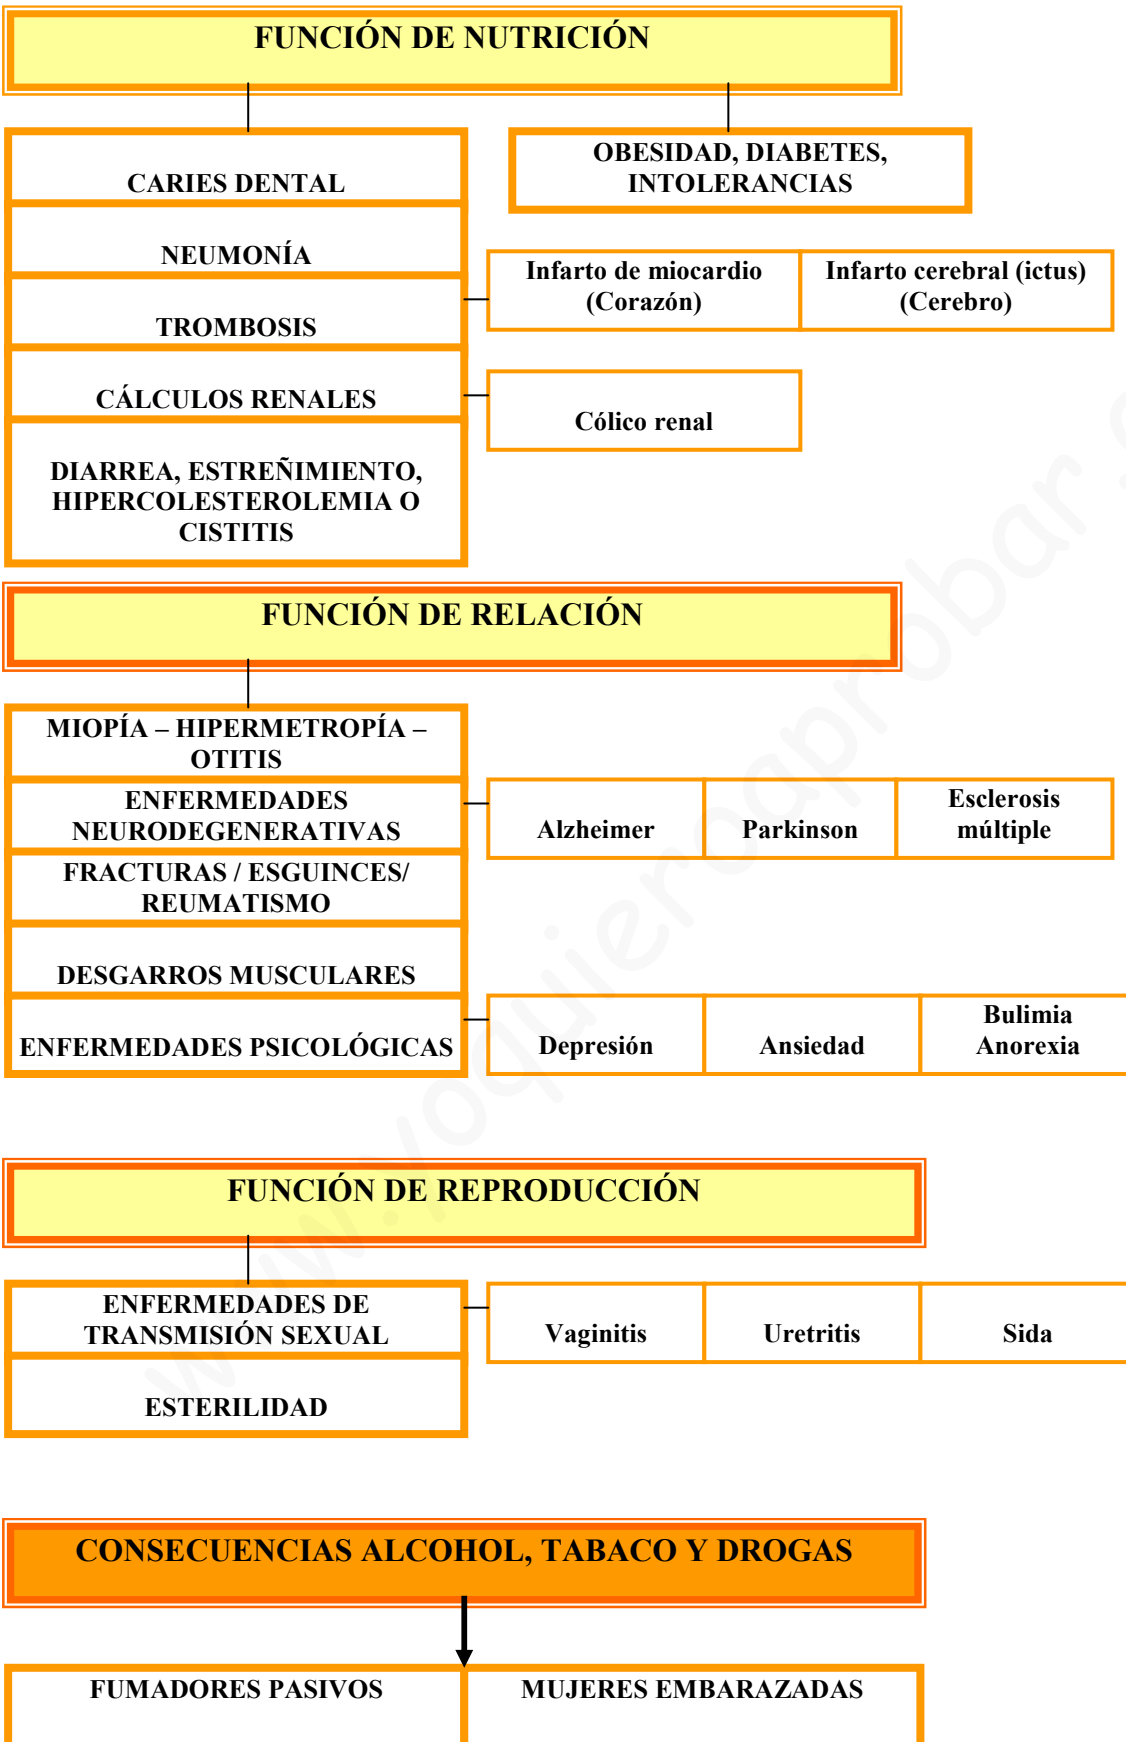 FUNCIÓN DE NUTRICIÓN
CARIES DENTAL
OBESIDAD, DIABETES,
INTOLERANCIAS
NEUMONÍA
TROMBOSIS
Infarto de miocardio
(Corazón)
Infarto cerebral (ictus)
(Cerebro)
CÁLCULOS RENALES
Cólico renal
DIARREA, ESTREÑIMIENTO,
HIPERCOLESTEROLEMIA O
CISTITIS
FUNCIÓN DE RELACIÓN
MIOPÍA – HIPERMETROPÍA –
OTITIS
ENFERMEDADES
NEURODEGENERATIVAS
Alzheimer
Parkinson
Esclerosis
múltiple
FRACTURAS / ESGUINCES/
REUMATISMO
DESGARROS MUSCULARES
ENFERMEDADES PSICOLÓGICAS
Depresión
Ansiedad
Bulimia
Anorexia
FUNCIÓN DE REPRODUCCIÓN
ENFERMEDADES DE
TRANSMISIÓN SEXUAL
Vaginitis
Uretritis
Sida
ESTERILIDAD
CONSECUENCIAS ALCOHOL, TABACO Y DROGAS
FUMADORES PASIVOS
MUJERES EMBARAZADAS
www.yoquieroaprobar.